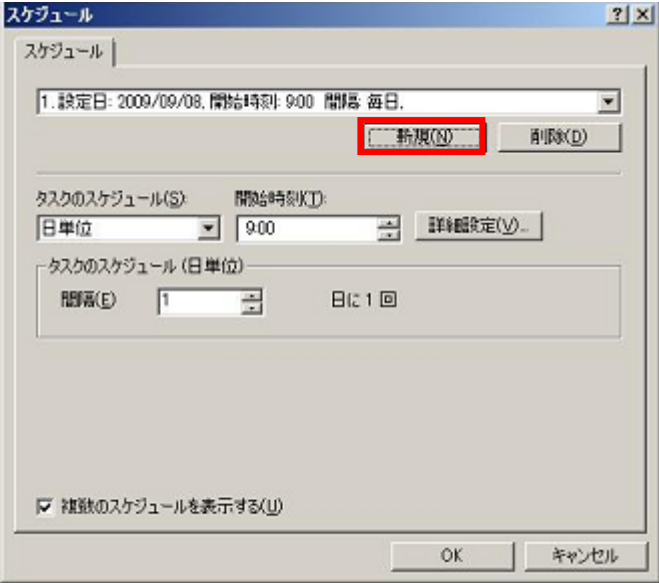 スケジュール
スケジュール
1. 設定日: 2009/09/08, 開始時刻: 9:00 間隔: 毎日,
新規(N) 削除(D)
タスクのスケジュール(S): 開始時刻(T):
日単位 9:00 詳細設定(V)...
タスクのスケジュール (日単位)
間隔(E) 1 日に 1 回
複数のスケジュールを表示する(U)
OK キャンセル